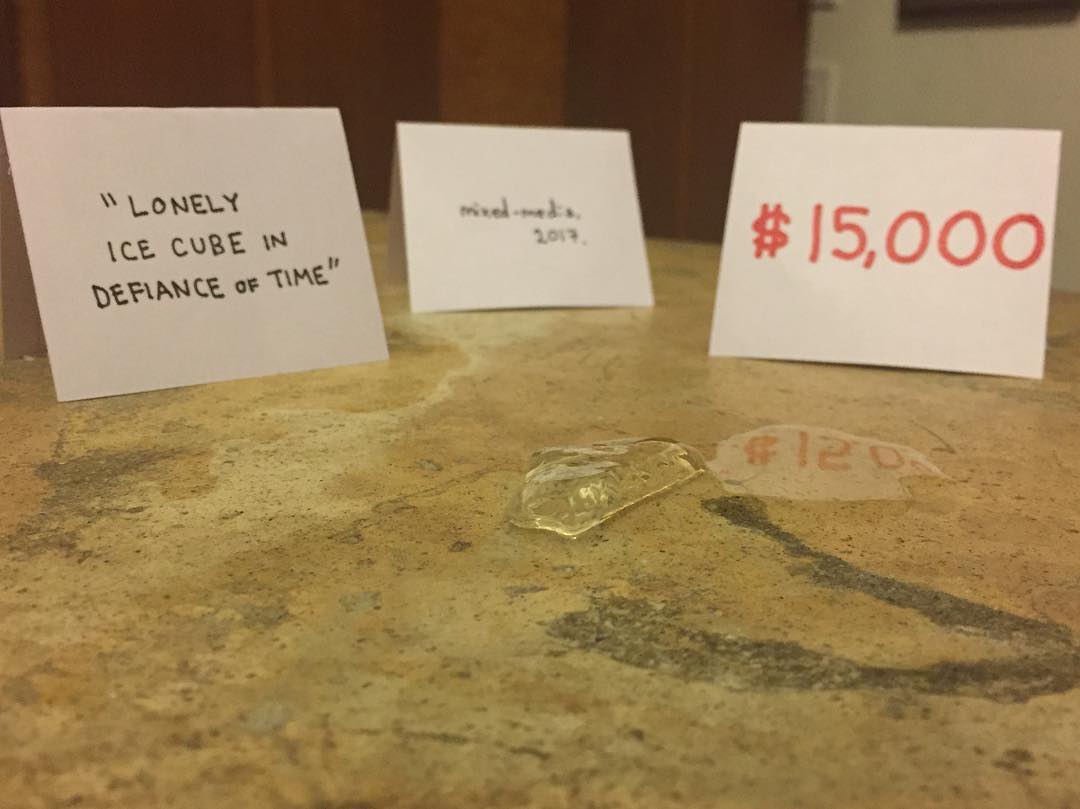 "LONELY
ICE CUBE IN
DEFIANCE OF TIME"
mixed-media.
2017.
$15,000